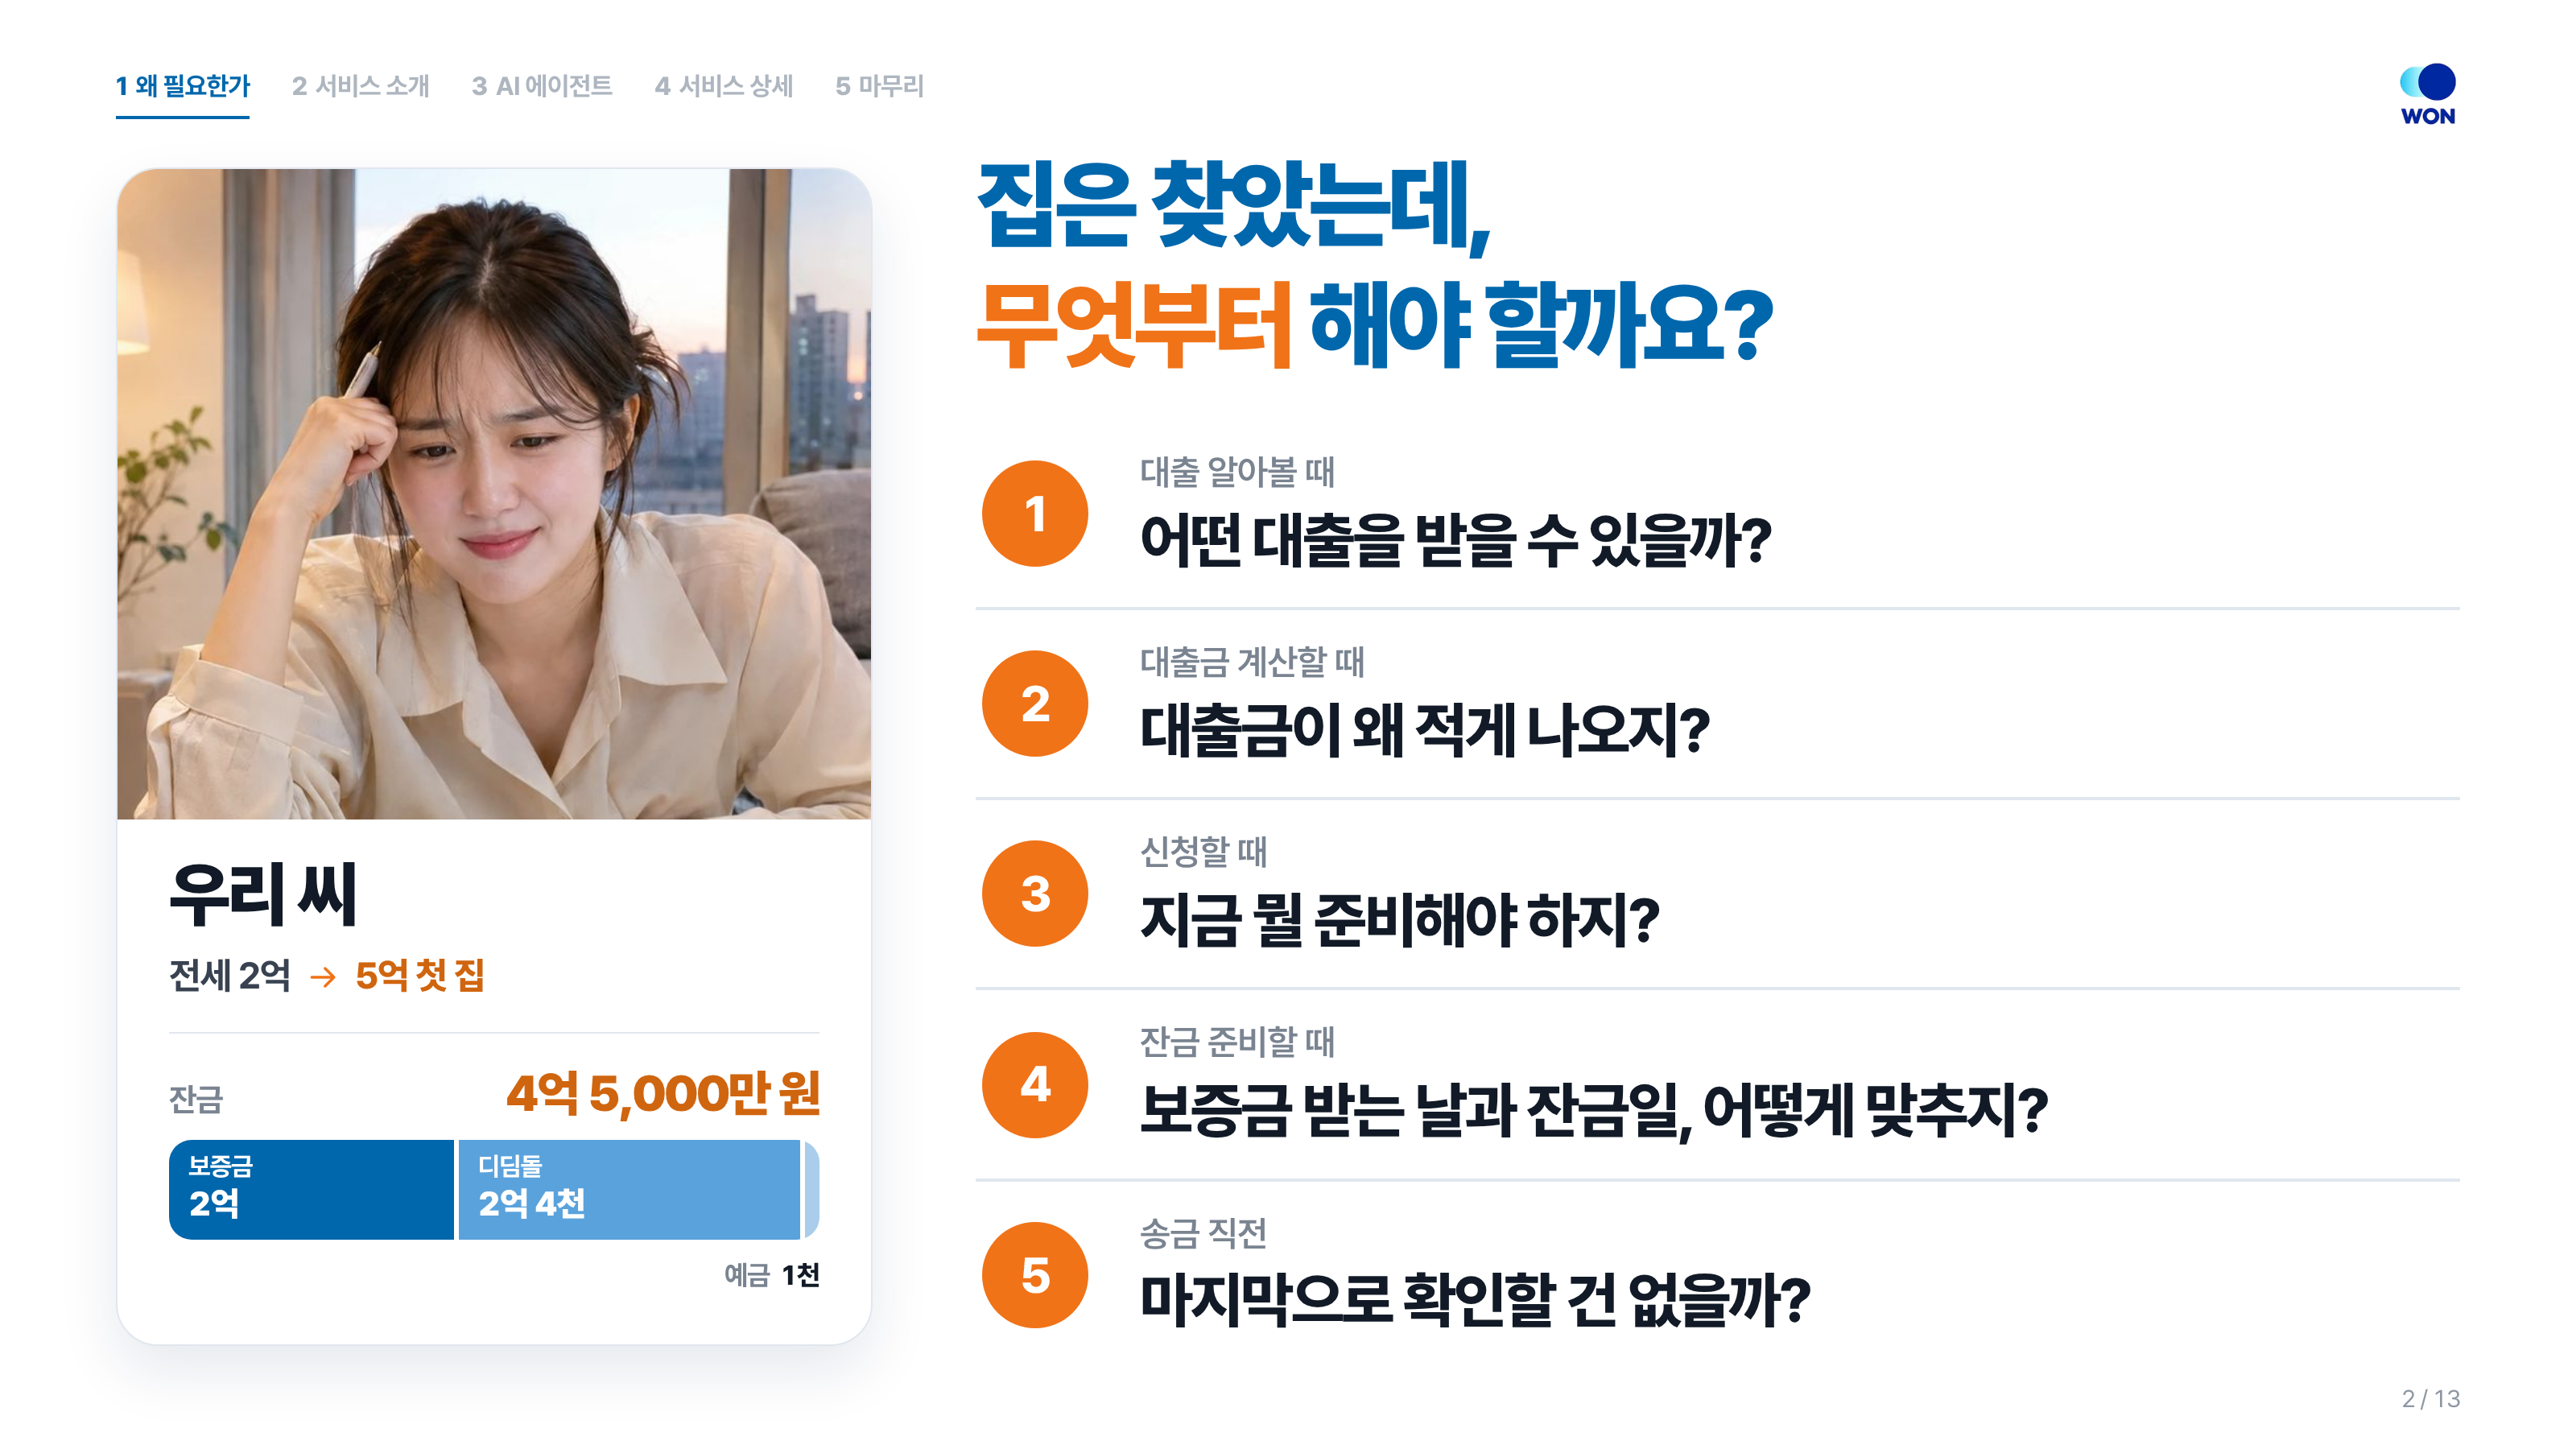 1 왜 필요한가
2 서비스 소개
3 AI 에이전트
4 서비스 상세
5 마무리
WON
집은 찾았는데,
무엇부터 해야 할까요?
우리 씨
전세 2억 → 5억 첫 집
잔금
4억 5,000만 원
보증금
2억
디딤돌
2억 4천
예금 1천
1
대출 알아볼 때
어떤 대출을 받을 수 있을까?
2
대출금 계산할 때
대출금이 왜 적게 나오지?
3
신청할 때
지금 뭘 준비해야 하지?
4
잔금 준비할 때
보증금 받는 날과 잔금일, 어떻게 맞추지?
5
송금 직전
마지막으로 확인할 건 없을까?
2 / 13